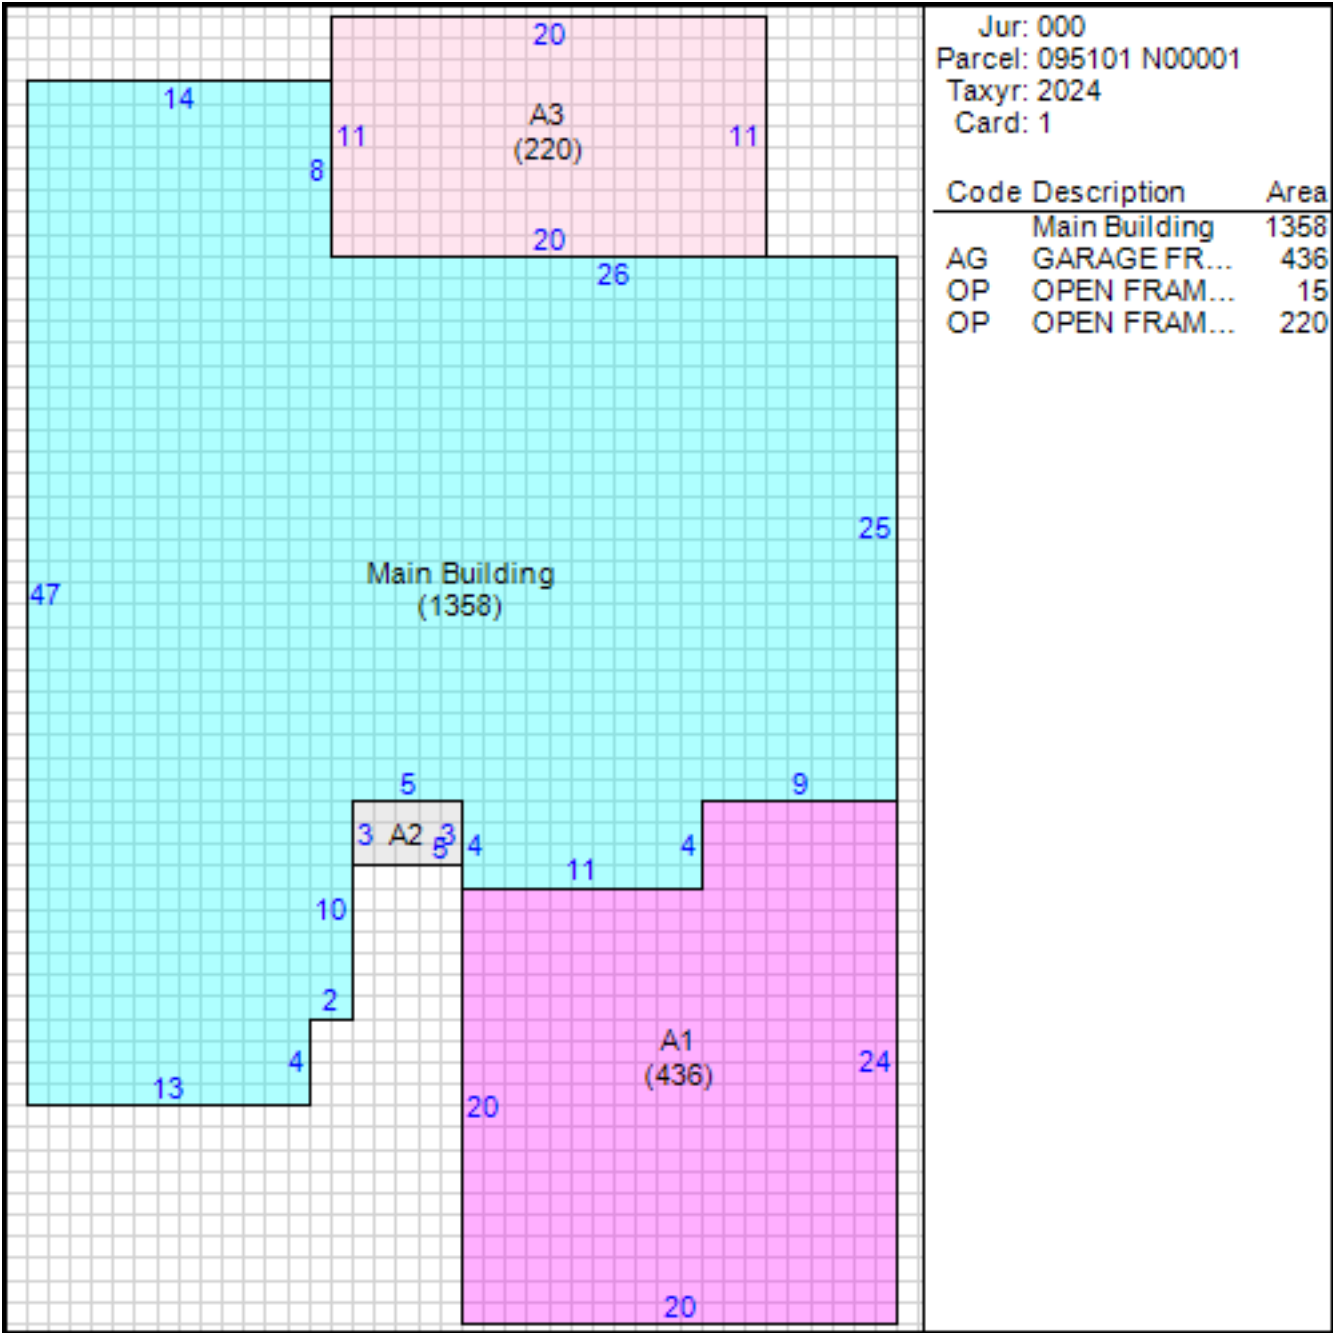 20
14
A3
11
11
8
(220)
20
26
25
Main Building
47
(1358)
5
9
3 A2 3
5
4
4
11
10
2
A1
4
24
(436)
13
20
20
Jur: 000
Parcel: 095101 N00001
Taxyr: 2024
Card: 1
Code Description Area
Main Building 1358
AG GARAGE FR... 436
OP OPEN FRAM... 15
OP OPEN FRAM... 220